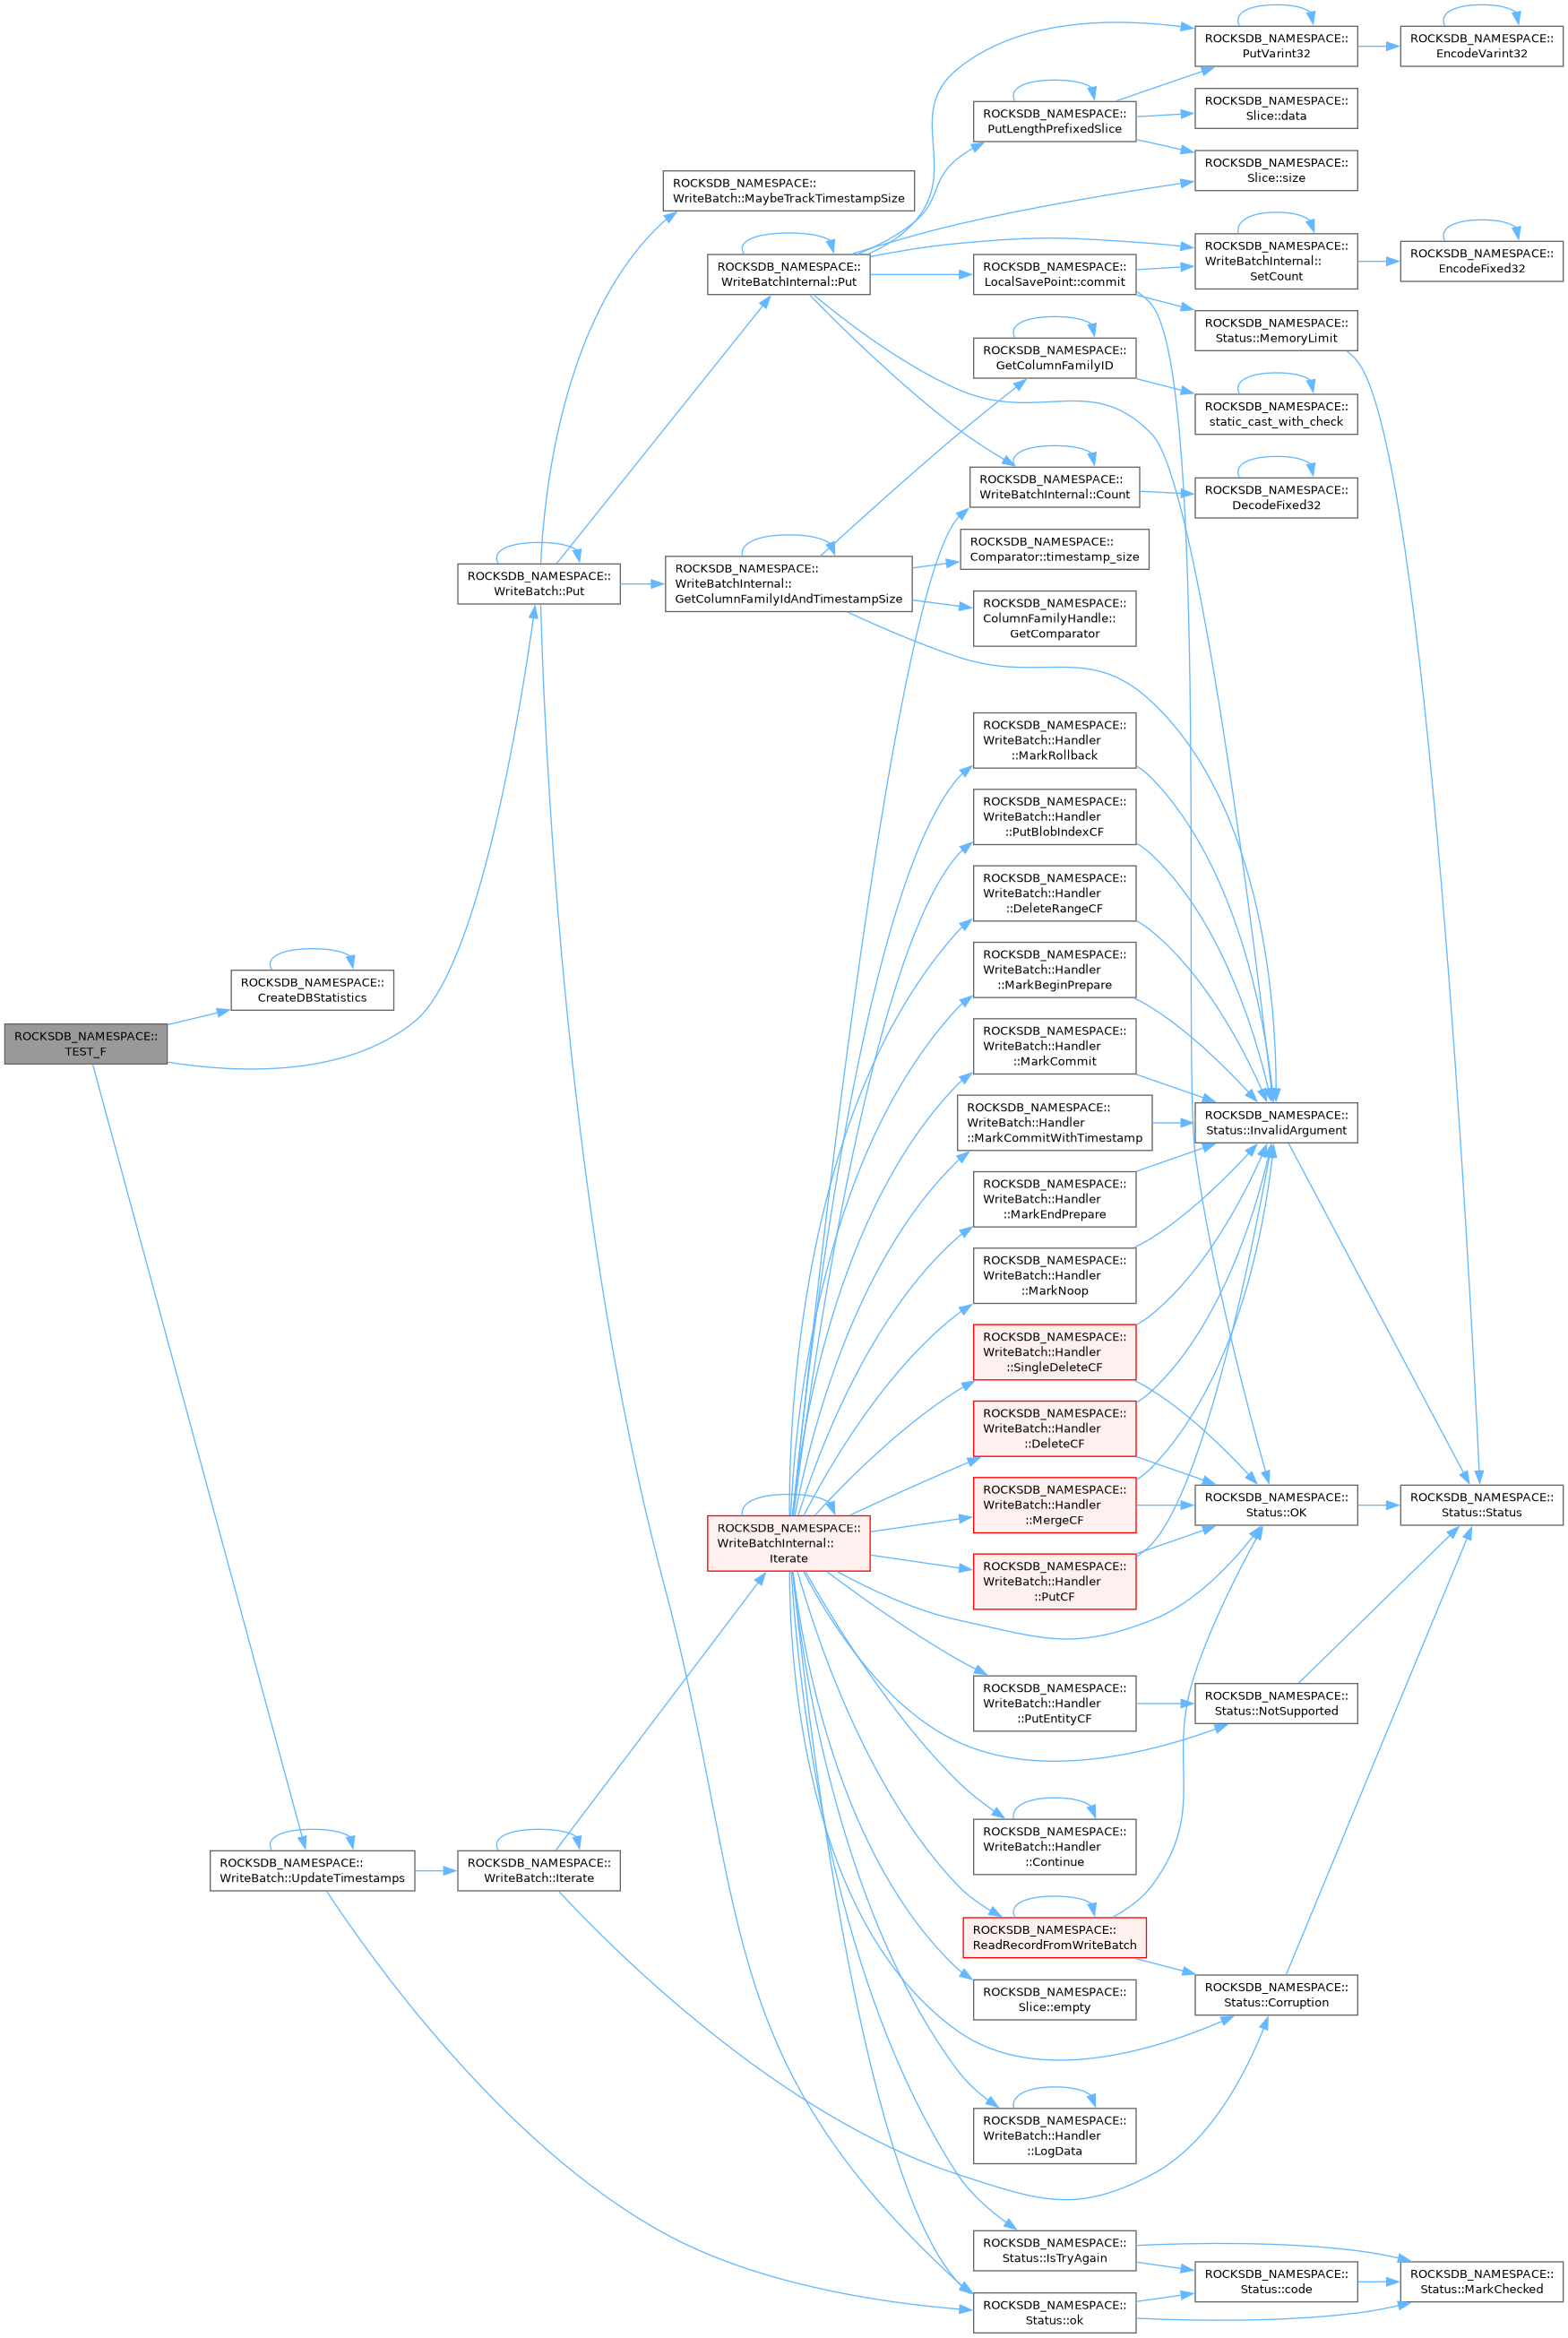 ROCKSDB_NAMESPACE::
TEST_F
ROCKSDB_NAMESPACE::
CreateDBStatistics
ROCKSDB_NAMESPACE::
WriteBatch::UpdateTimestamps
ROCKSDB_NAMESPACE::
WriteBatch::Put
ROCKSDB_NAMESPACE::
WriteBatch::Iterate
ROCKSDB_NAMESPACE::
WriteBatch::MaybeTrackTimestampSize
ROCKSDB_NAMESPACE::
WriteBatchInternal::Put
ROCKSDB_NAMESPACE::
WriteBatchInternal::
GetColumnFamilyIdAndTimestampSize
ROCKSDB_NAMESPACE::
WriteBatchInternal::
Iterate
ROCKSDB_NAMESPACE::
PutLengthPrefixedSlice
ROCKSDB_NAMESPACE::
LocalSavePoint::commit
ROCKSDB_NAMESPACE::
GetColumnFamilyID
ROCKSDB_NAMESPACE::
WriteBatchInternal::Count
ROCKSDB_NAMESPACE::
Comparator::timestamp_size
ROCKSDB_NAMESPACE::
ColumnFamilyHandle::
GetComparator
ROCKSDB_NAMESPACE::
WriteBatch::Handler
::MarkRollback
ROCKSDB_NAMESPACE::
WriteBatch::Handler
::PutBlobIndexCF
ROCKSDB_NAMESPACE::
WriteBatch::Handler
::DeleteRangeCF
ROCKSDB_NAMESPACE::
WriteBatch::Handler
::MarkBeginPrepare
ROCKSDB_NAMESPACE::
WriteBatch::Handler
::MarkCommit
ROCKSDB_NAMESPACE::
WriteBatch::Handler
::MarkCommitWithTimestamp
ROCKSDB_NAMESPACE::
WriteBatch::Handler
::MarkEndPrepare
ROCKSDB_NAMESPACE::
WriteBatch::Handler
::MarkNoop
ROCKSDB_NAMESPACE::
WriteBatch::Handler
::SingleDeleteCF
ROCKSDB_NAMESPACE::
WriteBatch::Handler
::DeleteCF
ROCKSDB_NAMESPACE::
WriteBatch::Handler
::MergeCF
ROCKSDB_NAMESPACE::
WriteBatch::Handler
::PutCF
ROCKSDB_NAMESPACE::
WriteBatch::Handler
::PutEntityCF
ROCKSDB_NAMESPACE::
WriteBatch::Handler
::Continue
ROCKSDB_NAMESPACE::
ReadRecordFromWriteBatch
ROCKSDB_NAMESPACE::
Slice::empty
ROCKSDB_NAMESPACE::
WriteBatch::Handler
::LogData
ROCKSDB_NAMESPACE::
Status::IsTryAgain
ROCKSDB_NAMESPACE::
Status::ok
ROCKSDB_NAMESPACE::
PutVarint32
ROCKSDB_NAMESPACE::
Slice::data
ROCKSDB_NAMESPACE::
Slice::size
ROCKSDB_NAMESPACE::
WriteBatchInternal::
SetCount
ROCKSDB_NAMESPACE::
Status::MemoryLimit
ROCKSDB_NAMESPACE::
static_cast_with_check
ROCKSDB_NAMESPACE::
DecodeFixed32
ROCKSDB_NAMESPACE::
Status::InvalidArgument
ROCKSDB_NAMESPACE::
Status::OK
ROCKSDB_NAMESPACE::
Status::NotSupported
ROCKSDB_NAMESPACE::
Status::Corruption
ROCKSDB_NAMESPACE::
Status::code
ROCKSDB_NAMESPACE::
EncodeVarint32
ROCKSDB_NAMESPACE::
EncodeFixed32
ROCKSDB_NAMESPACE::
Status::Status
ROCKSDB_NAMESPACE::
Status::MarkChecked